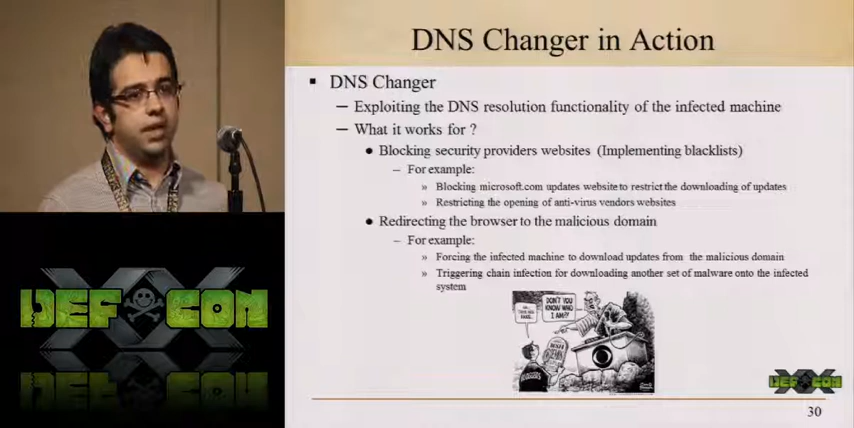 DNS Changer in Action
▪ DNS Changer
– Exploiting the DNS resolution functionality of the infected machine
– What it works for ?
● Blocking security providers websites (Implementing blacklists)
– For example:
» Blocking microsoft.com updates website to restrict the downloading of updates
» Restricting the opening of anti-virus vendors websites
● Redirecting the browser to the malicious domain
– For example:
» Forcing the infected machine to download updates from the malicious domain
» Triggering chain infection for downloading another set of malware onto the infected
system
DON'T YOU
KNOW WHO
I AM?!
DEF CON
DEF CON
30